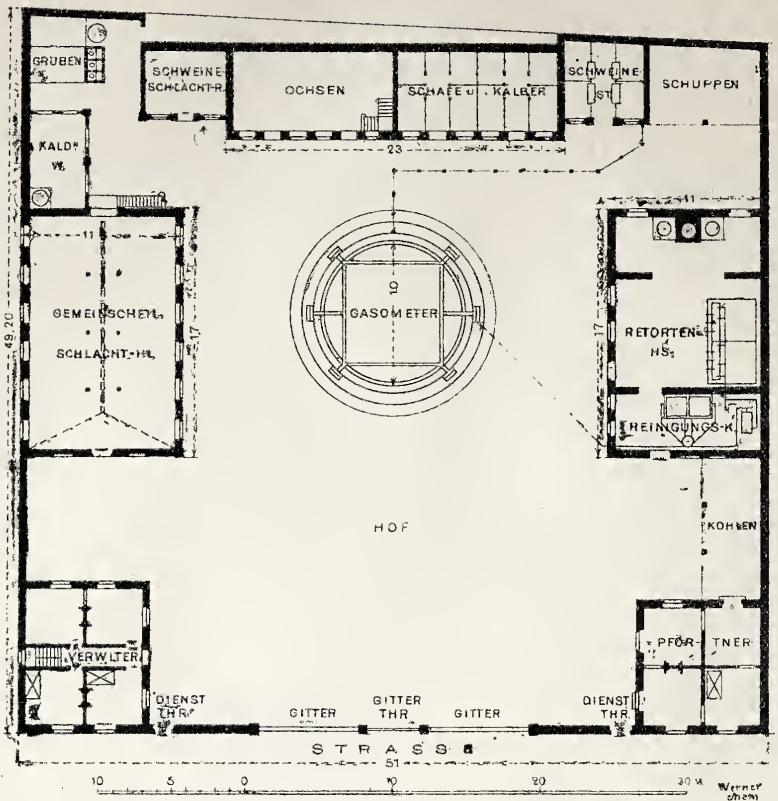 GRUBEN
SCHWEINE
SCHLACHT-R.
OCHSEN
SCHAFE U. KÄLBER
SCHWEINE
ST.
SCHUPPEN
KALD.
W.
23
11
11
49.20
GEMEINSCHFTL.
SCHLACHT-HL.
17
10
GASOMETER
17
RETORTEN
HS.
REINIGUNGS-K.
HOF
KOHLEN
VERWLTER
PFÖR- TNER
DIENST
THR.
GITTER
GITTER
THR
GITTER
DIENST
THR.
STRASSE
51
10 5 0 10 20 30 M
Werner